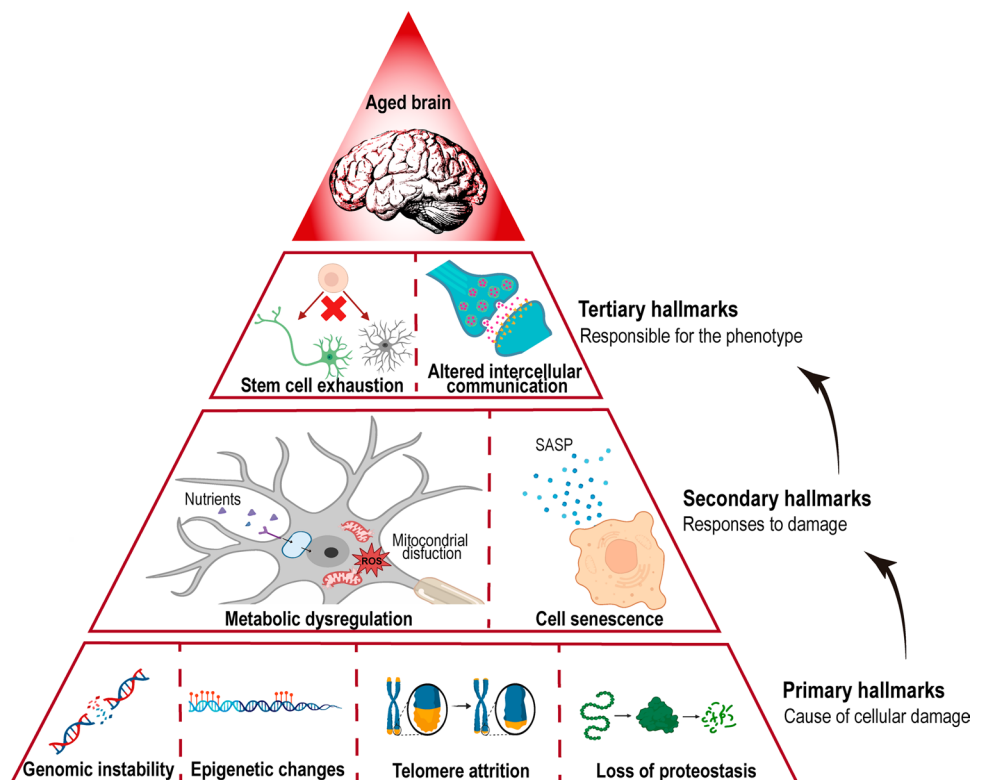 Aged brain
Tertiary hallmarks
Responsible for the phenotype
Stem cell exhaustion
Altered intercellular
communication
SASP
Nutrients
Mitocondrial
disfuction
ROS
Secondary hallmarks
Responses to damage
Metabolic dysregulation
Cell senescence
Primary hallmarks
Cause of cellular damage
Genomic instability
Epigenetic changes
Telomere attrition
Loss of proteostasis